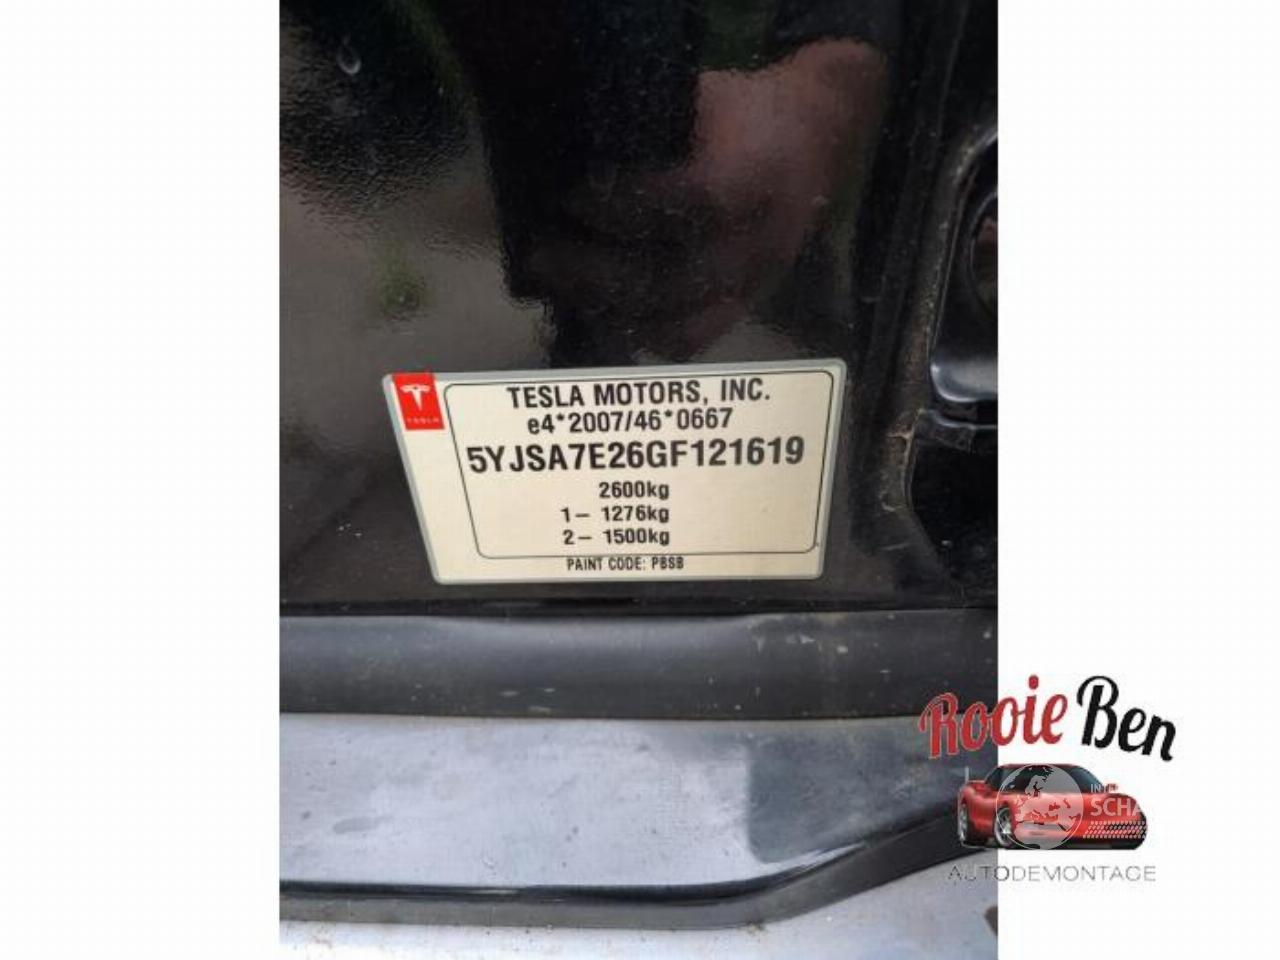 TESLA
TESLA MOTORS, INC.
e4*2007/46*0667
5YJSA7E26GF121619
2600kg
1- 1276kg
2- 1500kg
PAINT CODE: PBSB
Rooie Ben
SCHA
AUTODEMONTAGE